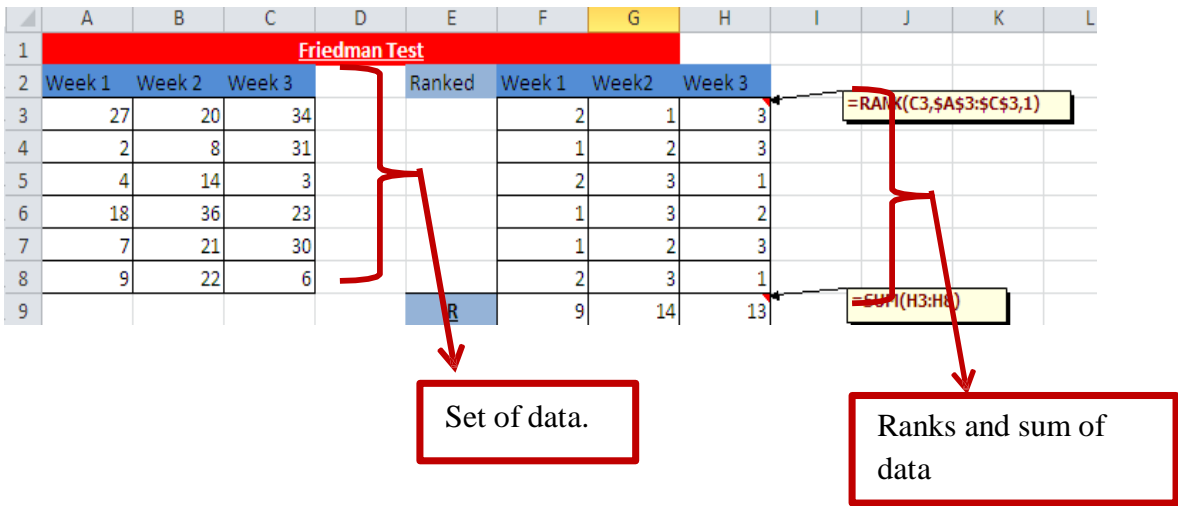 A B C D E F G H I J K L
1 Friedman Test
2 Week 1 Week 2 Week 3 Ranked Week 1 Week2 Week 3
=RANK(C3,$A$3:$C$3,1)
3 27 20 34 2 1 3
4 2 8 31 1 2 3
5 4 14 3 2 3 1
6 18 36 23 1 3 2
7 7 21 30 1 2 3
8 9 22 6 2 3 1
9 R 9 14 13 =SUM(H3:H8)
Set of data.
Ranks and sum of
data